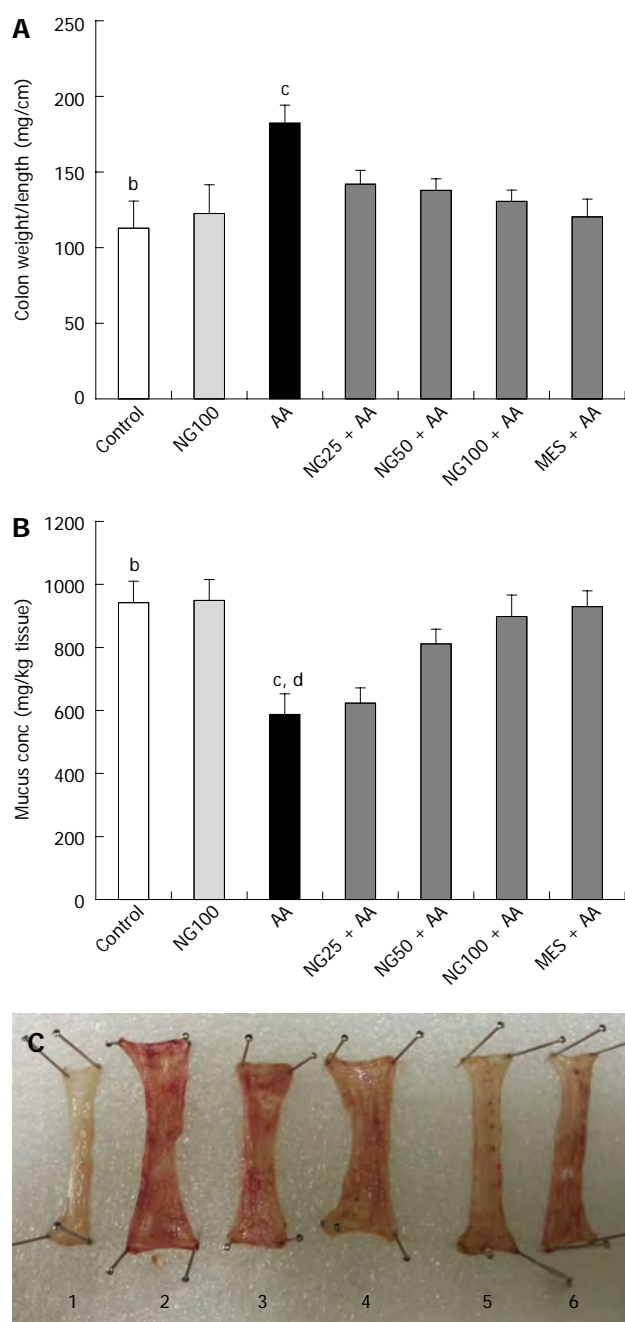 A
Colon weight/length (mg/cm)
250
200
150
100
50
0
b
c
Control
NG100
AA
NG25 + AA
NG50 + AA
NG100 + AA
MES + AA
B
Mucus conc (mg/kg tissue)
1200
1000
800
600
400
200
0
b
c, d
Control
NG100
AA
NG25 + AA
NG50 + AA
NG100 + AA
MES + AA
C
1 2 3 4 5 6